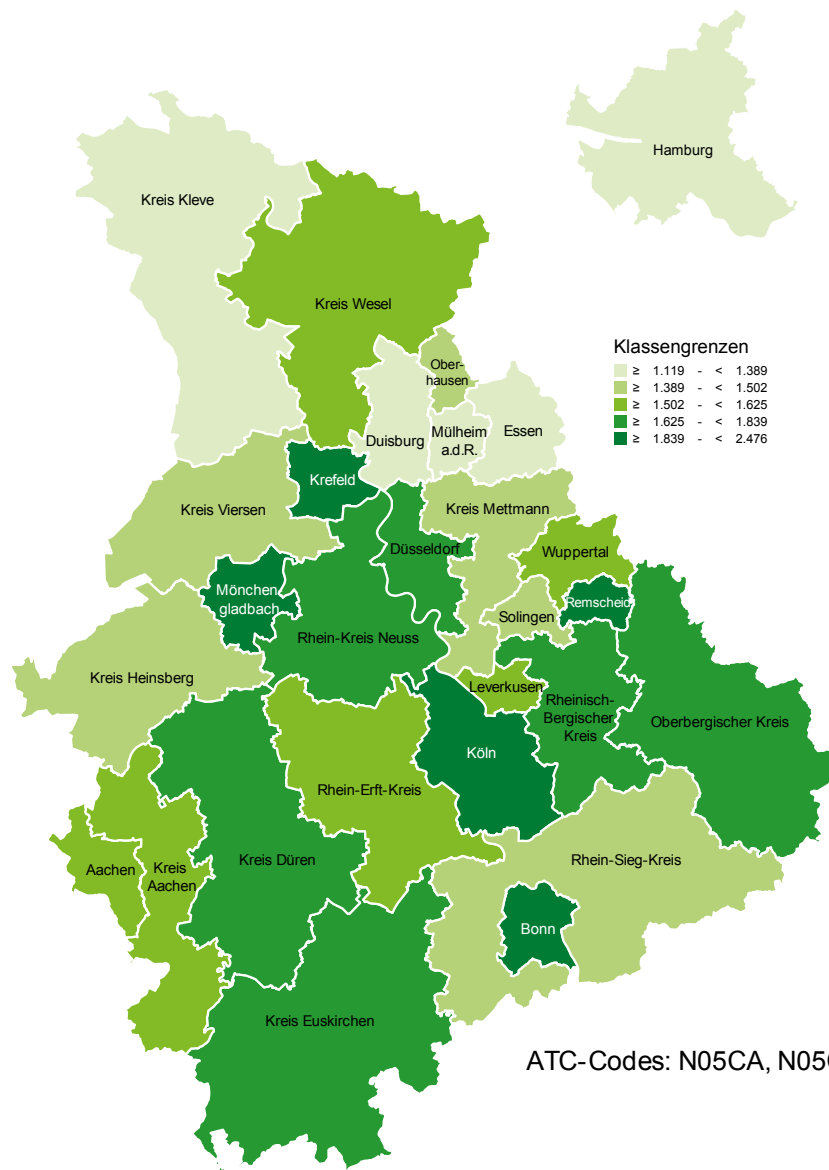 Hamburg
Kreis Kleve
Kreis Wesel
Klassengrenzen
≥ 1.119 - < 1.389
≥ 1.389 - < 1.502
≥ 1.502 - < 1.625
≥ 1.625 - < 1.839
≥ 1.839 - < 2.476
Ober-
hausen
Duisburg
Mülheim
a.d.R.
Essen
Krefeld
Kreis Viersen
Kreis Mettmann
Düsseldorf
Wuppertal
Mönchen
gladbach
Remscheid
Solingen
Rhein-Kreis Neuss
Kreis Heinsberg
Leverkusen
Rheinisch-
Bergischer
Kreis
Oberbergischer Kreis
Köln
Rhein-Erft-Kreis
Kreis Düren
Rhein-Sieg-Kreis
Aachen
Kreis
Aachen
Bonn
Kreis Euskirchen
ATC-Codes: N05CA,